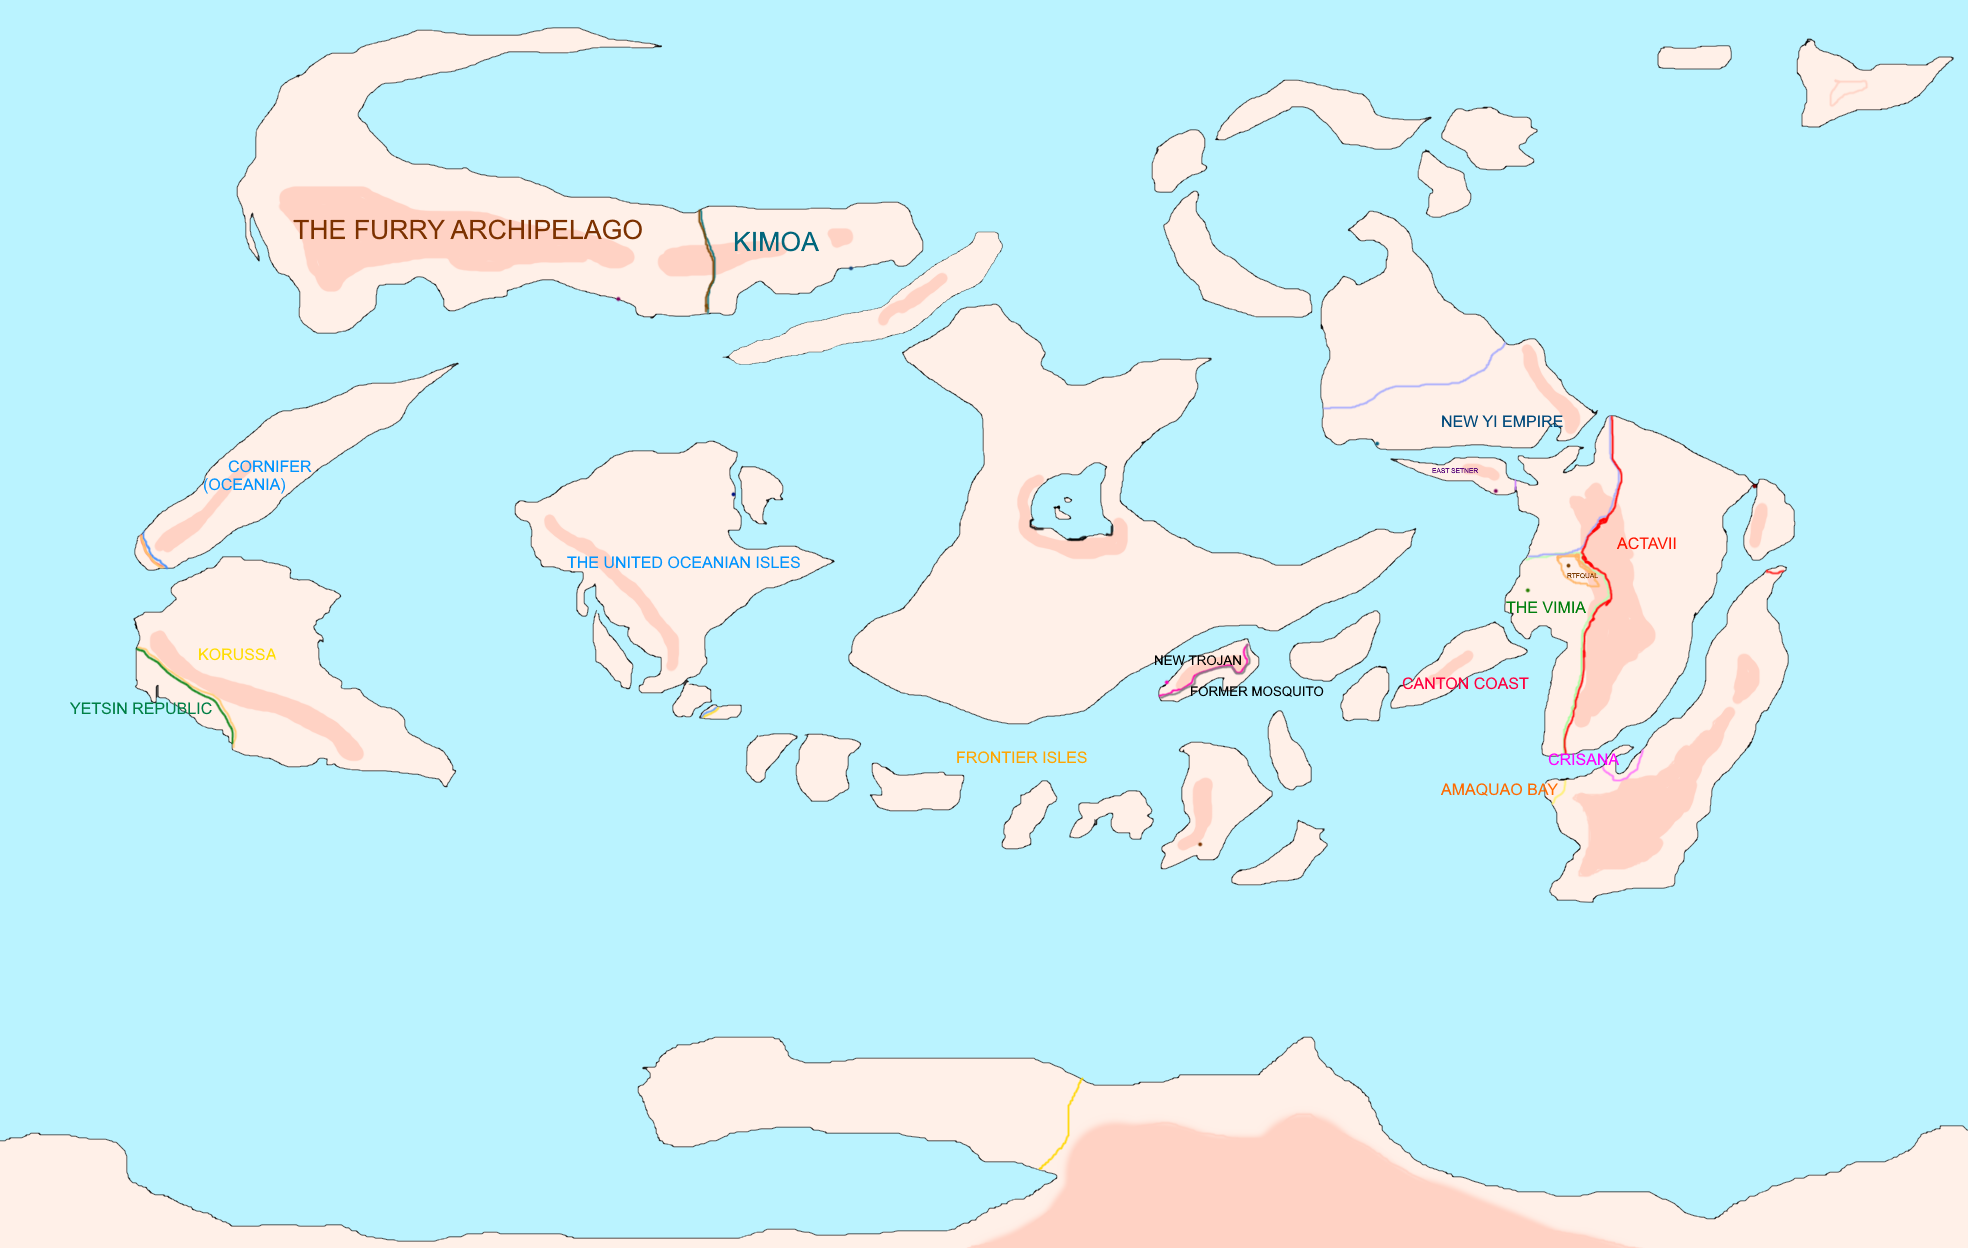 THE FURRY ARCHIPELAGO
KIMOA
NEW YI EMPIRE
CORNIFER
(OCEANIA)
EAST SETNER
ACTAVII
THE UNITED OCEANIAN ISLES
RTFQUAL
THE VIMIA
KORUSSA
NEW TROJAN
CANTON COAST
FORMER MOSQUITO
YETSIN REPUBLIC
FRONTIER ISLES
CRISANA
AMAQUAO BAY